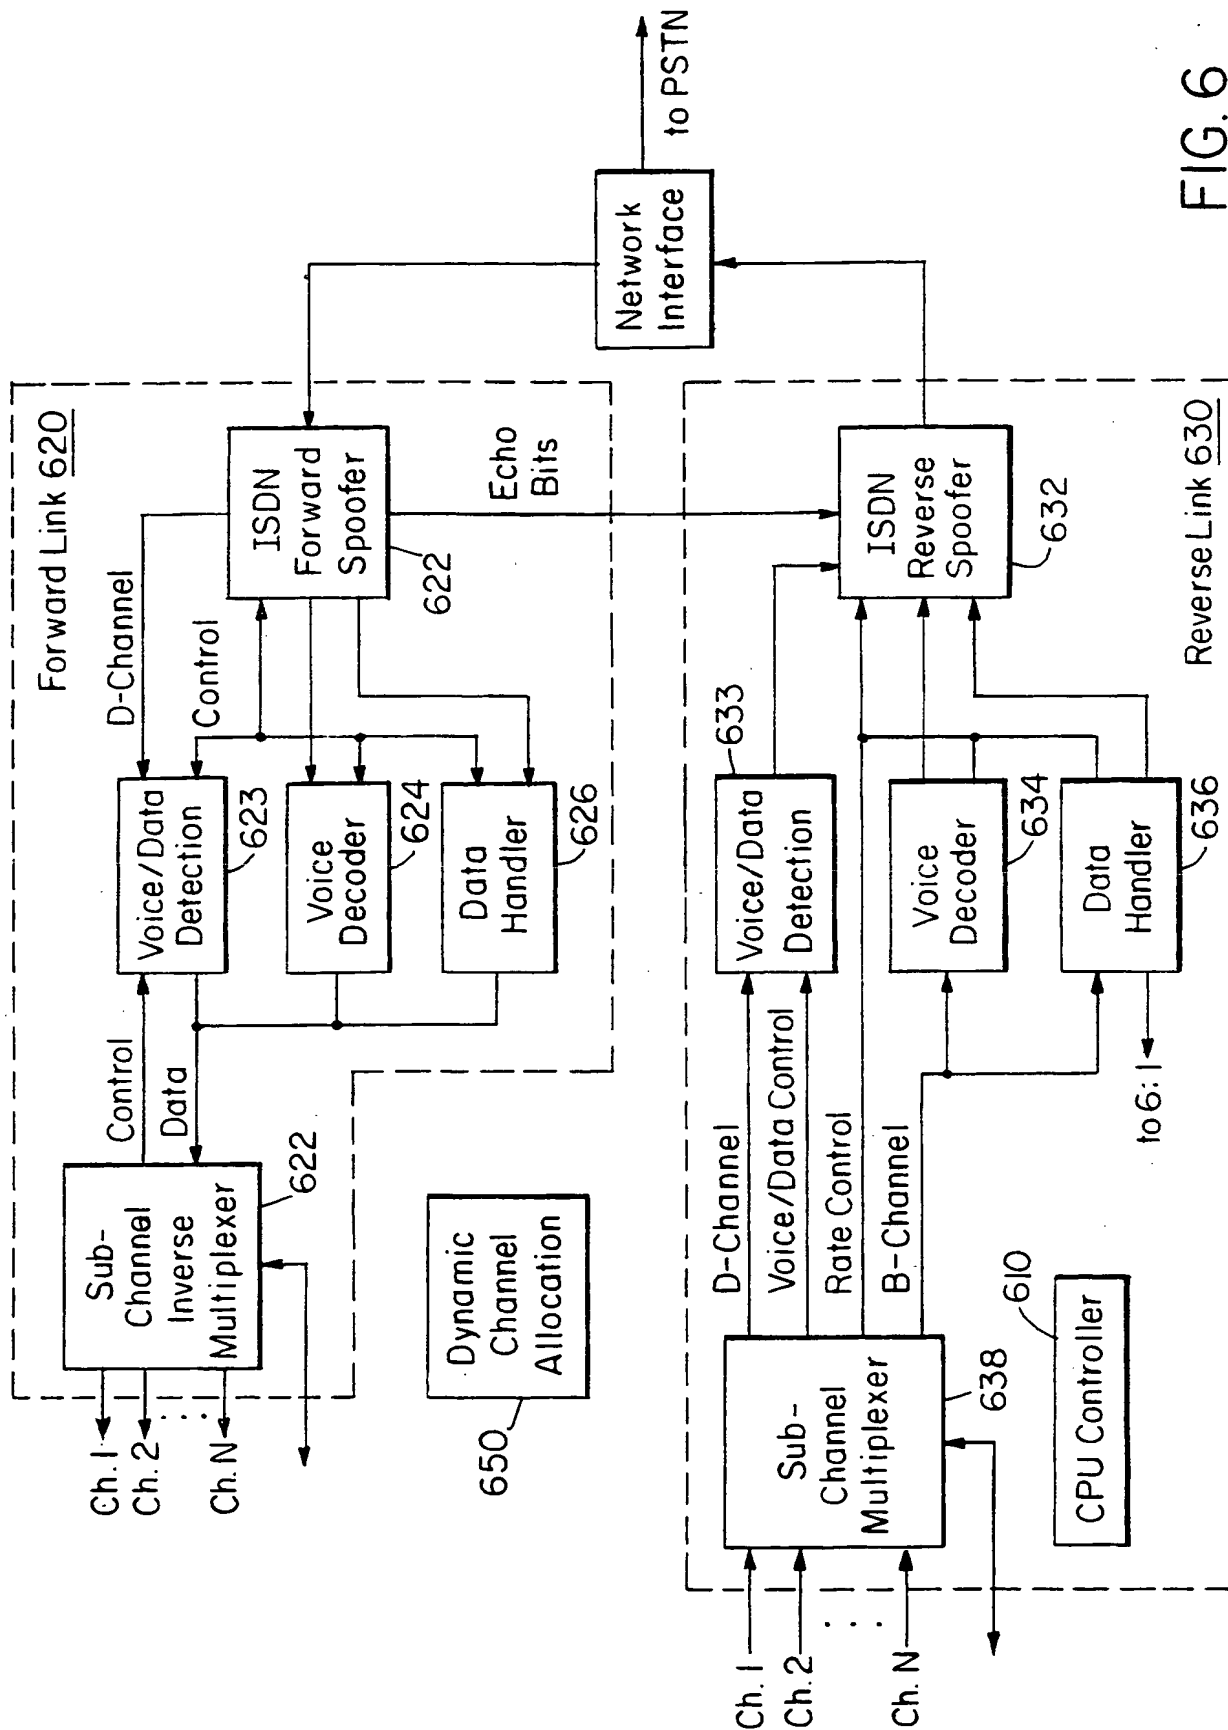 Forward Link 620
Ch. 1
Ch. 2
....
Ch. N
Sub-
Channel
Inverse
Multiplexer
622
Control
Data
Voice/Data
Detection
623
Voice
Decoder
624
Data
Handler
626
D-Channel
Control
ISDN
Forward
Spoofer
622
Echo
Bits
Dynamic
Channel
Allocation
650
Network
Interface
to PSTN
Ch. 1
Ch. 2
....
Ch. N
Sub-
Channel
Multiplexer
638
D-Channel
Voice/Data Control
Rate Control
B-Channel
Voice/Data
Detection
633
Voice
Decoder
634
Data
Handler
636
to 6:1
ISDN
Reverse
Spoofer
632
CPU Controller
610
Reverse Link 630
FIG. 6